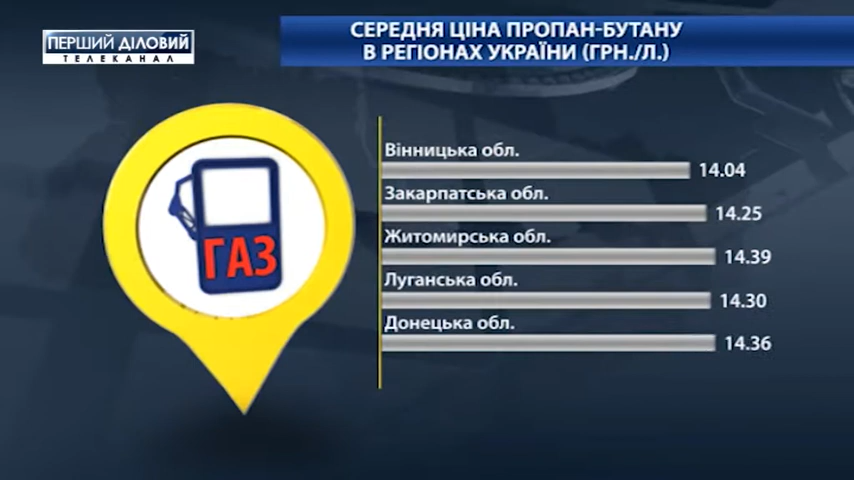 ПЕРШИЙ ДІЛОВИЙ
ТЕЛЕКАНАЛ
СЕРЕДНЯ ЦІНА ПРОПАН-БУТАНУ
В РЕГІОНАХ УКРАЇНИ (ГРН./Л.)
ГАЗ
Вінницька обл.
14.04
Закарпатська обл.
14.25
Житомирська обл.
14.39
Луганська обл.
14.30
Донецька обл.
14.36